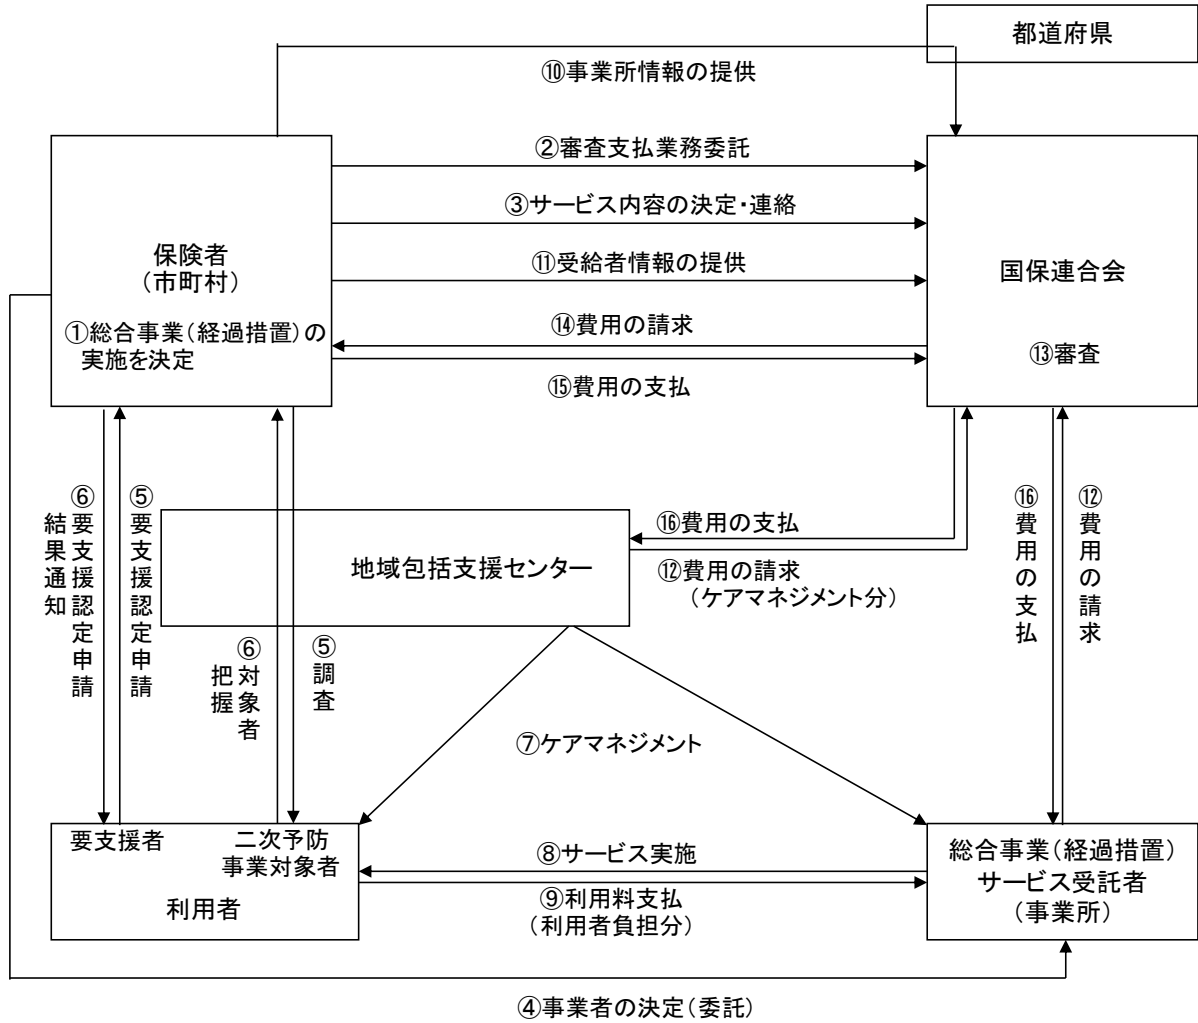 都道府県
⑩事業所情報の提供
②審査支払業務委託
③サービス内容の決定・連絡
保険者
（市町村）
⑪受給者情報の提供
国保連合会
①総合事業（経過措置）の
実施を決定
⑭費用の請求
⑬審査
⑮費用の支払
⑥要支援認定申請
結果通知
⑤要支援認定申請
⑯費用の支払
地域包括支援センター
⑫費用の請求
（ケアマネジメント分）
⑯費用の支払
⑫費用の請求
⑥対象者
把握
⑤調査
⑦ケアマネジメント
要支援者
二次予防
事業対象者
利用者
⑧サービス実施
⑨利用料支払
（利用者負担分）
総合事業（経過措置）
サービス受託者
（事業所）
④事業者の決定（委託）